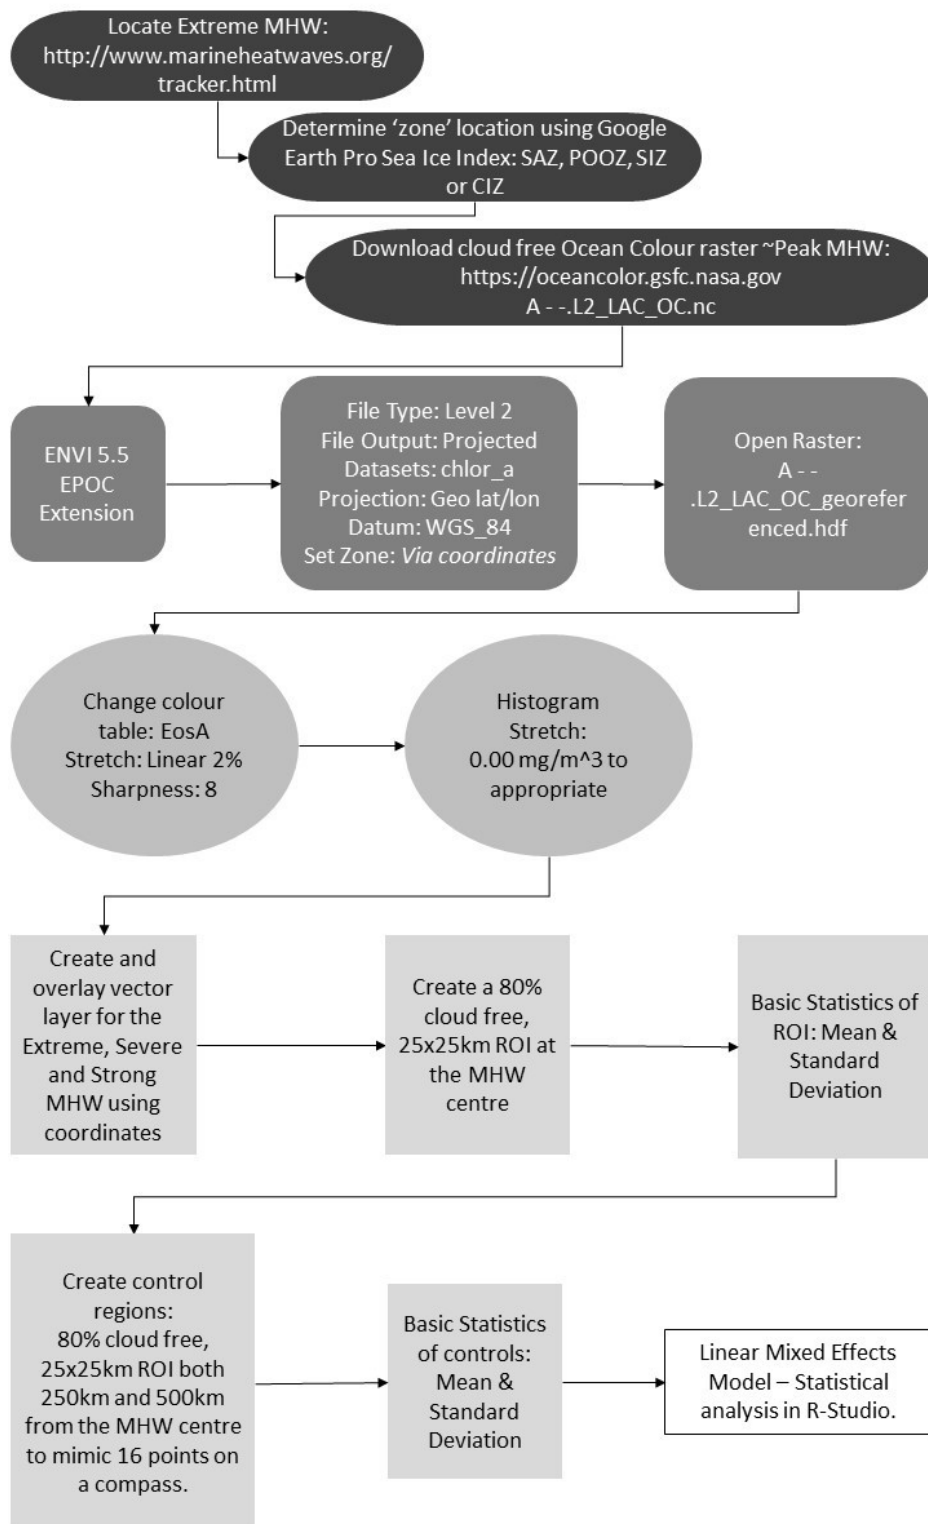 Locate Extreme MHW:
http://www.marineheatwaves.org/
tracker.html
Determine ‘zone’ location using Google
Earth Pro Sea Ice Index: SAZ, POOZ, SIZ
or CIZ
Download cloud free Ocean Colour raster ~Peak MHW:
https://oceancolor.gsfc.nasa.gov
A - -.L2_LAC_OC.nc
ENVI 5.5
EPOC
Extension
File Type: Level 2
File Output: Projected
Datasets: chlor_a
Projection: Geo lat/lon
Datum: WGS_84
Set Zone: Via coordinates
Open Raster:
A - -
.L2_LAC_OC_georefer
enced.hdf
Change colour
table: EosA
Stretch: Linear 2%
Sharpness: 8
Histogram
Stretch:
0.00 mg/m^3 to
appropriate
Create and
overlay vector
layer for the
Extreme, Severe
and Strong
MHW using
coordinates
Create a 80%
cloud free,
25x25km ROI at
the MHW
centre
Basic Statistics of
ROI: Mean &
Standard
Deviation
Create control
regions:
80% cloud free,
25x25km ROI both
250km and 500km
from the MHW centre
to mimic 16 points on
a compass.
Basic Statistics
of controls:
Mean &
Standard
Deviation
Linear Mixed Effects
Model – Statistical
analysis in R-Studio.